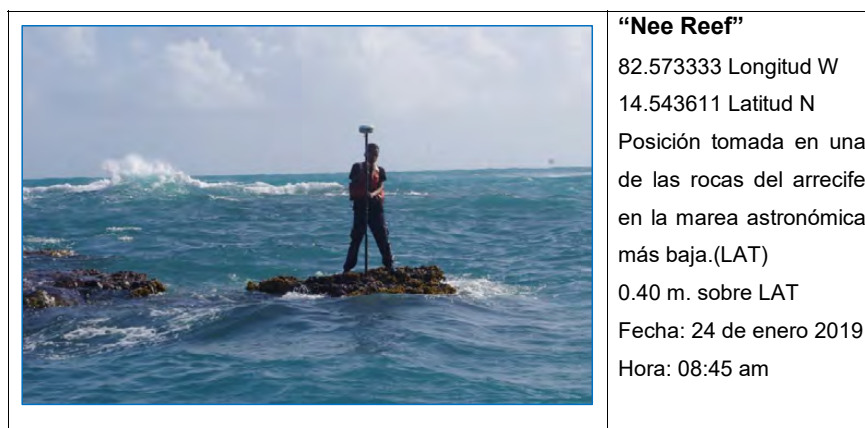 “Nee Reef”
82.573333 Longitud W
14.543611 Latitud N
Posición tomada en una
de las rocas del arrecife
en la marea astronómica
más baja.(LAT)
0.40 m. sobre LAT
Fecha: 24 de enero 2019
Hora: 08:45 am